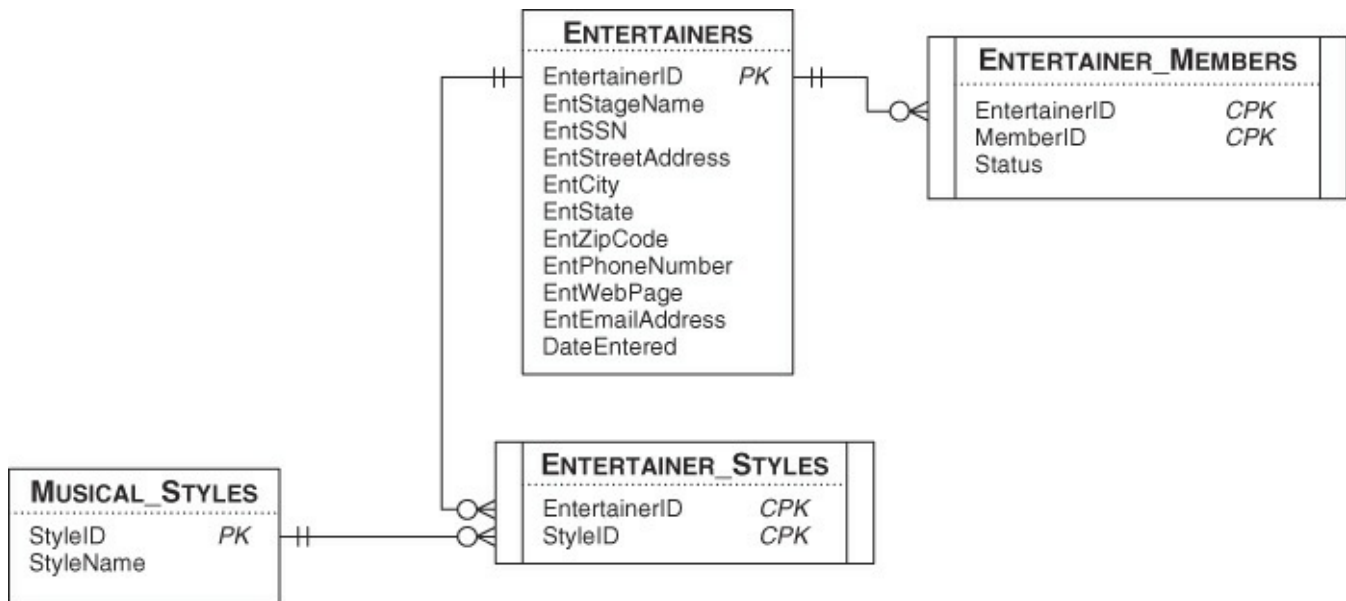 ENTERTAINERS
EntertainerID PK
EntStageName
EntSSN
EntStreetAddress
EntCity
EntState
EntZipCode
EntPhoneNumber
EntWebPage
EntEmailAddress
DateEntered
ENTERTAINER_MEMBERS
EntertainerID CPK
MemberID CPK
Status
MUSICAL_STYLES
StyleID PK
StyleName
ENTERTAINER_STYLES
EntertainerID CPK
StyleID CPK